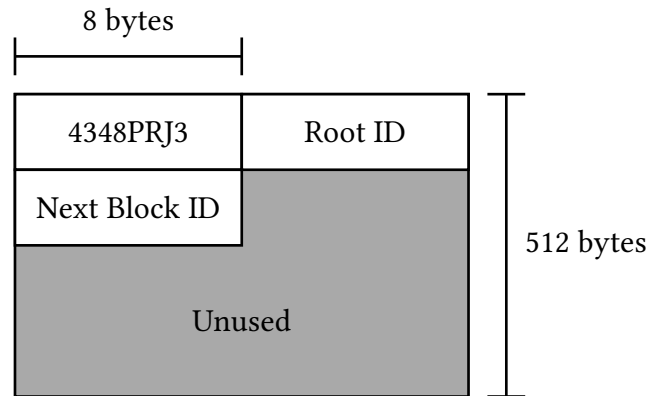 8 bytes
4348PRJ3
Root ID
Next Block ID
512 bytes
Unused